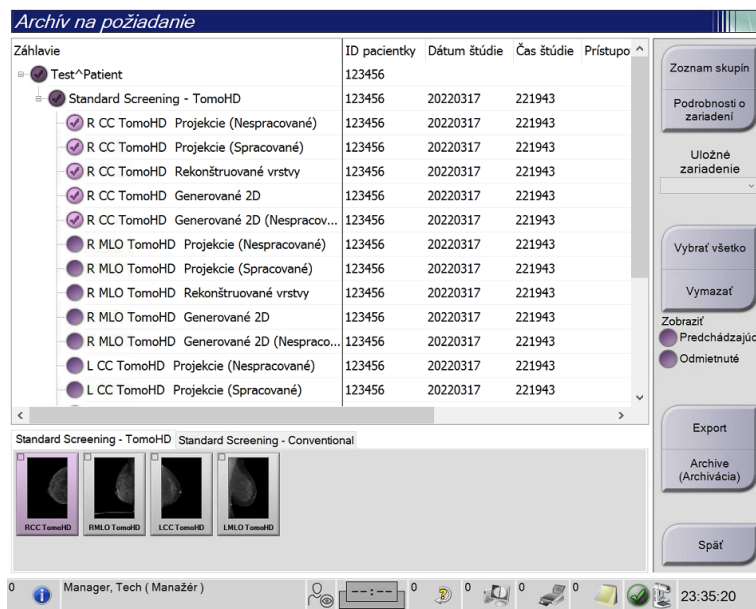 Archív na požiadanie
Záhlavie ID pacientky Dátum štúdie Čas štúdie Prístupo
Test^Patient 123456
Standard Screening - TomoHD 123456 20220317 221943
R CC TomoHD Projekcie (Nespracované) 123456 20220317 221943
R CC TomoHD Projekcie (Spracované) 123456 20220317 221943
R CC TomoHD Rekonštruované vrstvy 123456 20220317 221943
R CC TomoHD Generované 2D 123456 20220317 221943
R CC TomoHD Generované 2D (Nespracov... 123456 20220317 221943
R MLO TomoHD Projekcie (Nespracované) 123456 20220317 221943
R MLO TomoHD Projekcie (Spracované) 123456 20220317 221943
R MLO TomoHD Rekonštruované vrstvy 123456 20220317 221943
R MLO TomoHD Generované 2D 123456 20220317 221943
R MLO TomoHD Generované 2D (Nespraco... 123456 20220317 221943
L CC TomoHD Projekcie (Nespracované) 123456 20220317 221943
L CC TomoHD Projekcie (Spracované) 123456 20220317 221943
Zoznam skupín
Podrobnosti o
zariadení
Uložné
zariadenie
Vybrať všetko
Vymazať
Zobraziť
Predchádzajúc
Odmietnuté
Export
Archive
(Archivácia)
Späť
Standard Screening - TomoHD Standard Screening - Conventional
RCC TomoHD RMLO TomoHD LCC TomoHD LMLO TomoHD
0 Manager, Tech ( Manažér ) --:-- 0 0 0 0 23:35:20